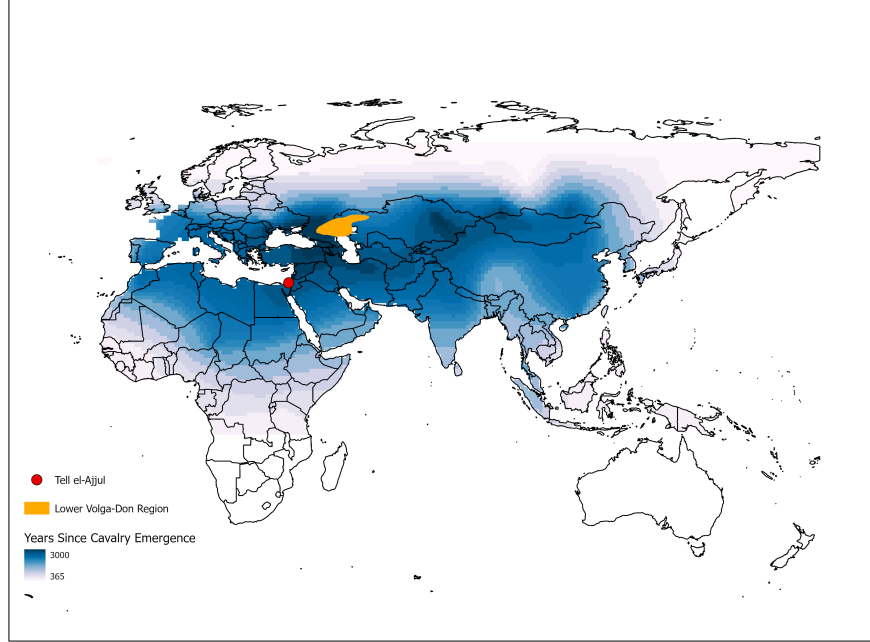 Tell el-Ajjul
Lower Volga-Don Region
Years Since Cavalry Emergence
3000
365